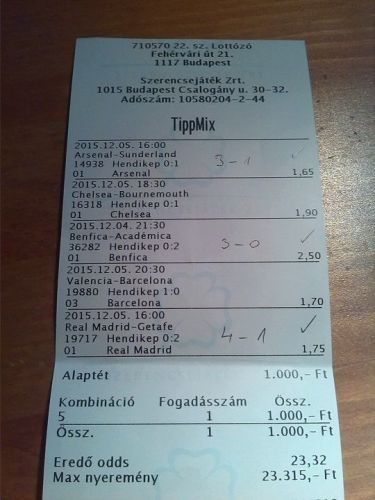 710570 22. sz. Lottózó
Fehérvári út 21.
1117 Budapest
Szerencsejáték Zrt.
1015 Budapest Csalogány u. 30-32.
Adószám: 10580204-2-44
TippMix
2015.12.05. 16:00
Arsenal-Sunderland 3-1 ✓
14938 Hendikep 0:1
01 Arsenal 1,65
2015.12.05. 18:30
Chelsea-Bournemouth
16318 Hendikep 0:1
01 Chelsea 1,90
2015.12.04. 21:30
Benfica-Académica 3-0 ✓
36282 Hendikep 0:2
01 Benfica 2,50
2015.12.05. 20:30
Valencia-Barcelona
19880 Hendikep 1:0
03 Barcelona 1,70
2015.12.05. 16:00
Real Madrid-Getafe 4-1 ✓
19717 Hendikep 0:2
01 Real Madrid 1,75
Alaptét 1.000,- Ft
Kombináció Fogadásszám Össz.
5 1 1.000,- Ft
Össz. 1 1.000,- Ft
Eredő odds 23,32
Max nyeremény 23.315,- Ft